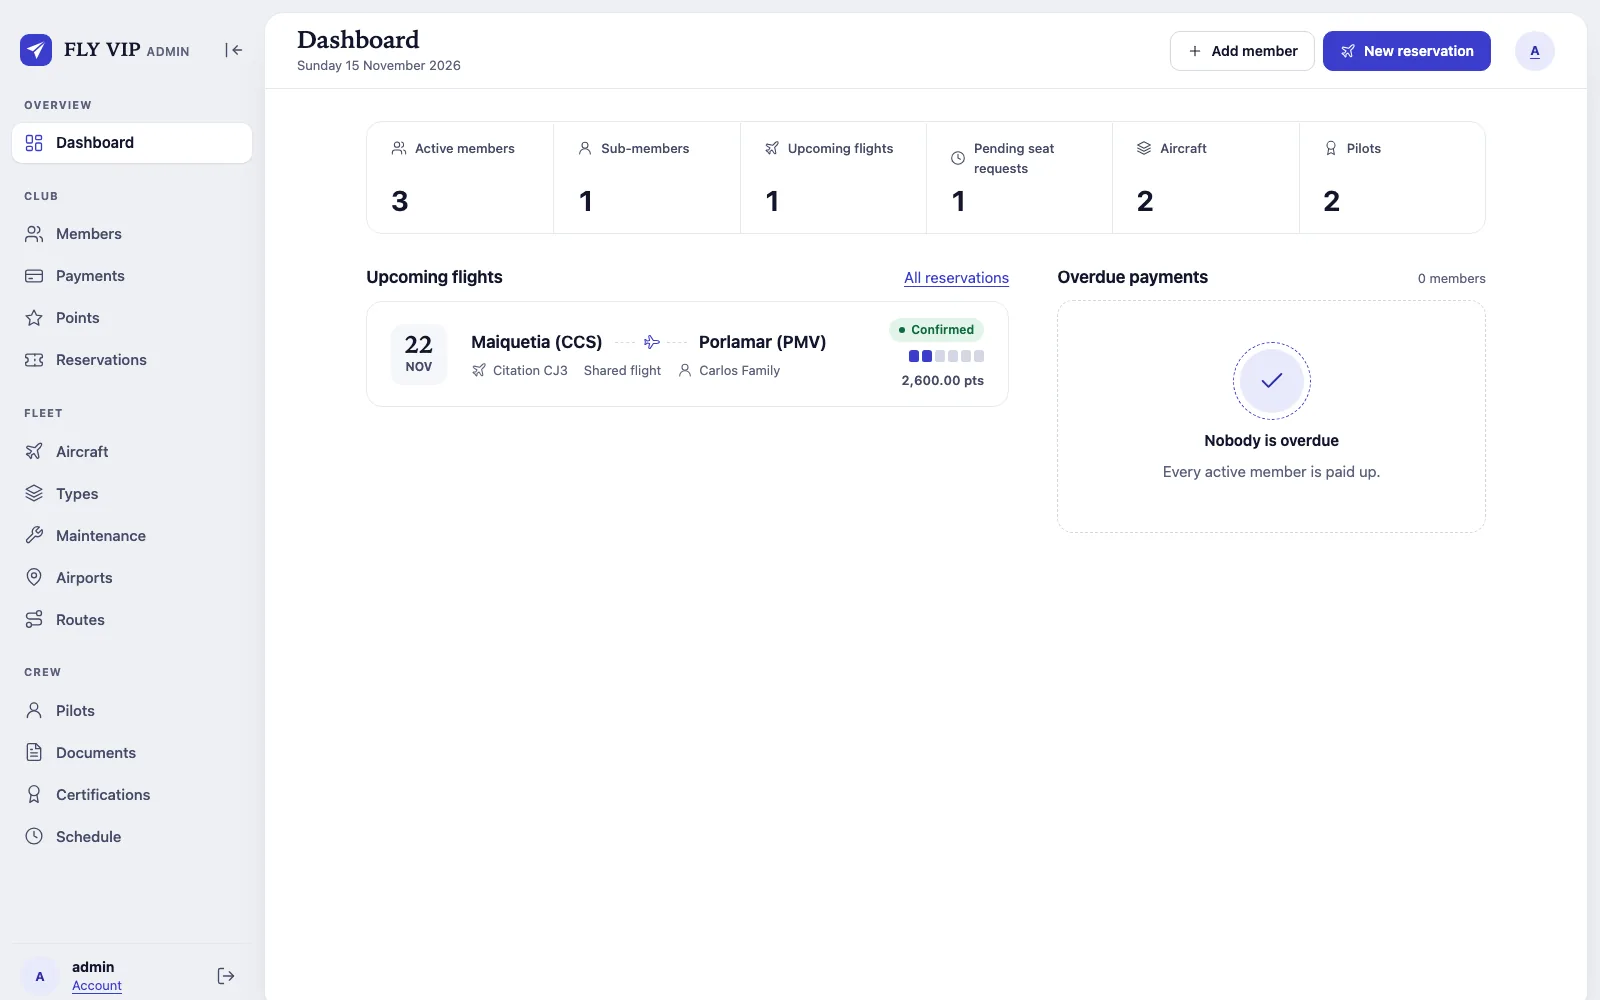 FLY VIP ADMIN
OVERVIEW
Dashboard
CLUB
Members
Payments
Points
Reservations
FLEET
Aircraft
Types
Maintenance
Airports
Routes
CREW
Pilots
Documents
Certifications
Schedule
A
admin
Account
Dashboard
Sunday 15 November 2026
Add member
New reservation
A
Active members
3
Sub-members
1
Upcoming flights
1
Pending seat
requests
1
Aircraft
2
Pilots
2
Upcoming flights
All reservations
22
NOV
Maiquetia (CCS)
Porlamar (PMV)
Citation CJ3
Shared flight
Carlos Family
Confirmed
2,600.00 pts
Overdue payments
0 members
Nobody is overdue
Every active member is paid up.